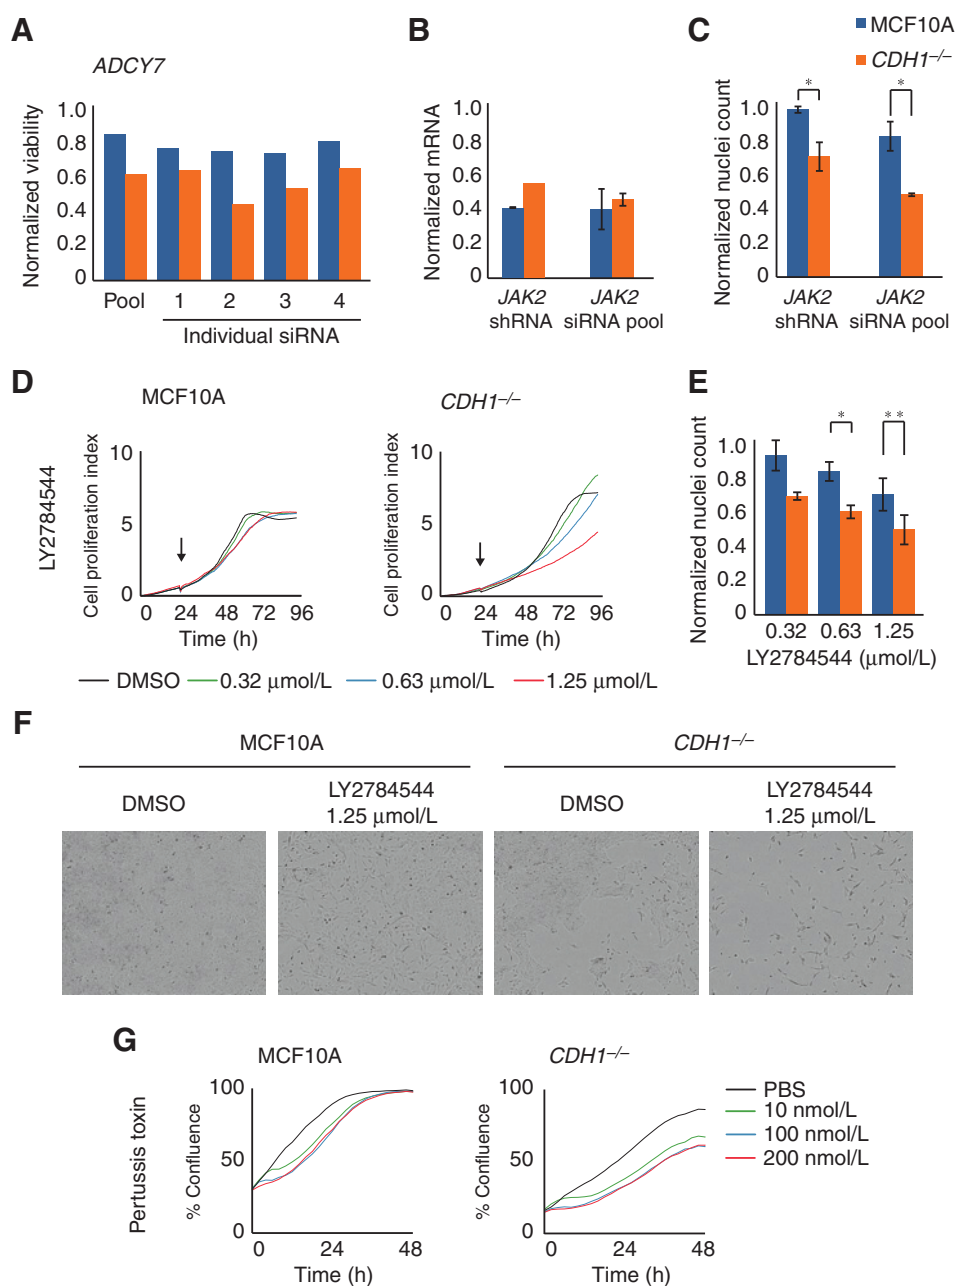 A
ADCY7
Normalized viability
1.0
0.8
0.6
0.4
0.2
0
Pool 1 2 3 4
Individual siRNA
B
Normalized mRNA
1.0
0.8
0.6
0.4
0.2
0
JAK2 shRNA
JAK2 siRNA pool
C
MCF10A
CDH1–/–
Normalized nuclei count
1.0
0.8
0.6
0.4
0.2
0
* *
JAK2 shRNA
JAK2 siRNA pool
D
LY2784544
MCF10A
Cell proliferation index
10
5
0
0 24 48 72 96
Time (h)
CDH1–/–
Cell proliferation index
10
5
0
0 24 48 72 96
Time (h)
DMSO 0.32 μmol/L 0.63 μmol/L 1.25 μmol/L
E
Normalized nuclei count
1.0
0.8
0.6
0.4
0.2
0
* **
0.32 0.63 1.25
LY2784544 (μmol/L)
F
MCF10A
CDH1–/–
DMSO
LY2784544
1.25 μmol/L
DMSO
LY2784544
1.25 μmol/L
G
Pertussis toxin
MCF10A
% Confluence
100
50
0
0 24 48
Time (h)
CDH1–/–
% Confluence
100
50
0
0 24 48
Time (h)
PBS
10 nmol/L
100 nmol/L
200 nmol/L